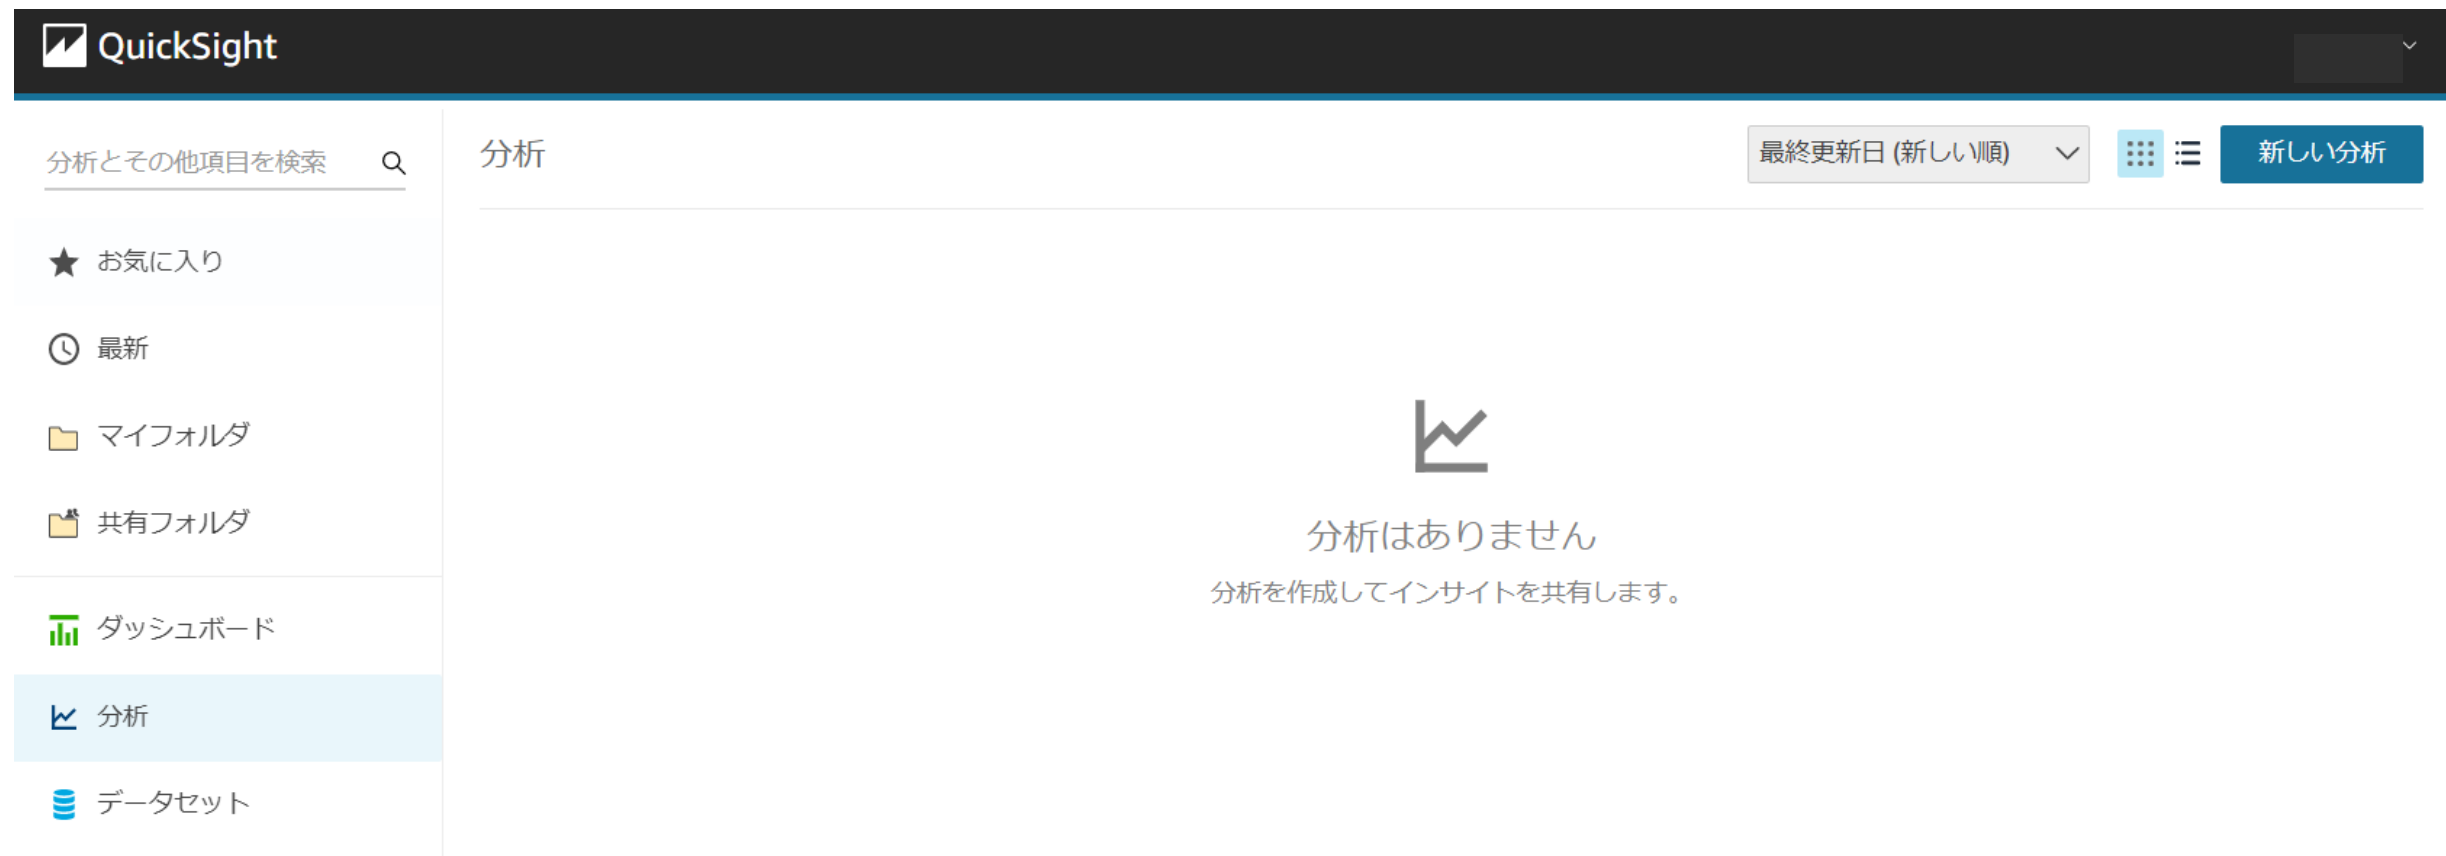 QuickSight
分析とその他項目を検索
お気に入り
最新
マイフォルダ
共有フォルダ
ダッシュボード
分析
データセット
分析
最終更新日 (新しい順)
新しい分析
分析はありません
分析を作成してインサイトを共有します。